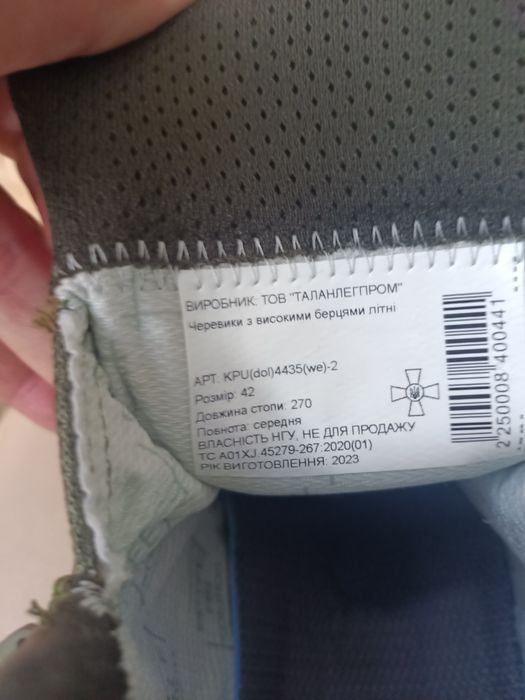 ВИРОБНИК: ТОВ "ТАЛАНЛЕГПРОМ"
Черевики з високими берцями літні
АРТ: KPU(dol)4435(we)-2
Розмір: 42
Довжина стопи: 270
Повнота: середня
ВЛАСНІСТЬ НГУ, НЕ ДЛЯ ПРОДАЖУ
ТС А01XJ.45279-267:2020(01)
РІК ВИГОТОВЛЕННЯ: 2023
2250008400441